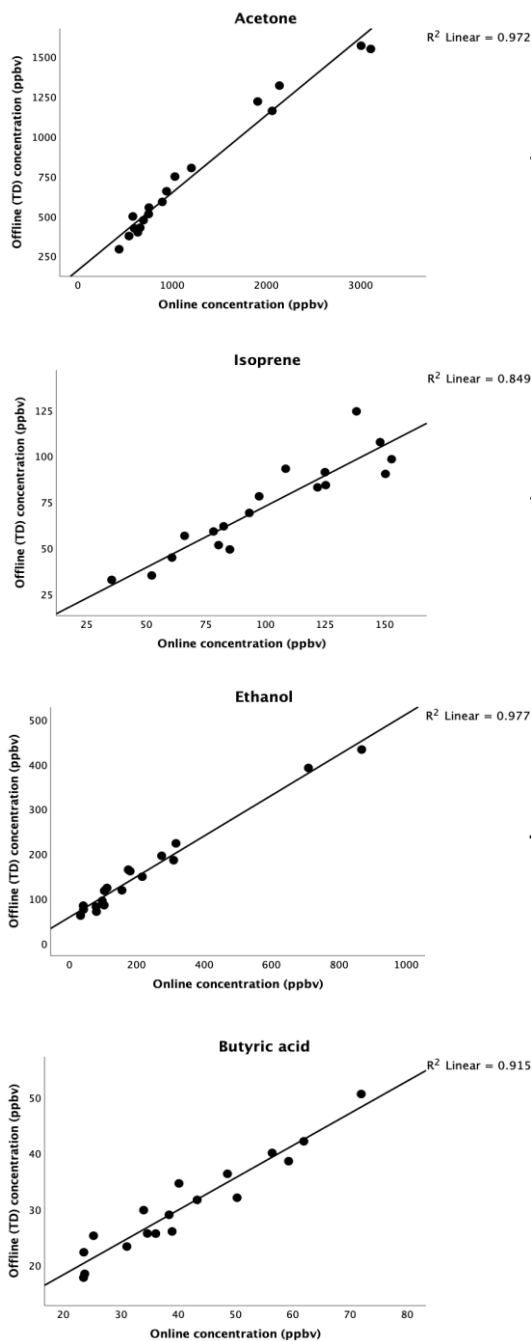 Acetone
R² Linear = 0.972
Offline (TD) concentration (ppbv)
1500
1250
1000
750
500
250
0 1000 2000 3000
Online concentration (ppbv)
Isoprene
R² Linear = 0.849
Offline (TD) concentration (ppbv)
125
100
75
50
25
25 50 75 100 125 150
Online concentration (ppbv)
Ethanol
R² Linear = 0.977
Offline (TD) concentration (ppbv)
500
400
300
200
100
0
0 200 400 600 800 1000
Online concentration (ppbv)
Butyric acid
R² Linear = 0.915
Offline (TD) concentration (ppbv)
50
40
30
20
20 30 40 50 60 70 80
Online concentration (ppbv)